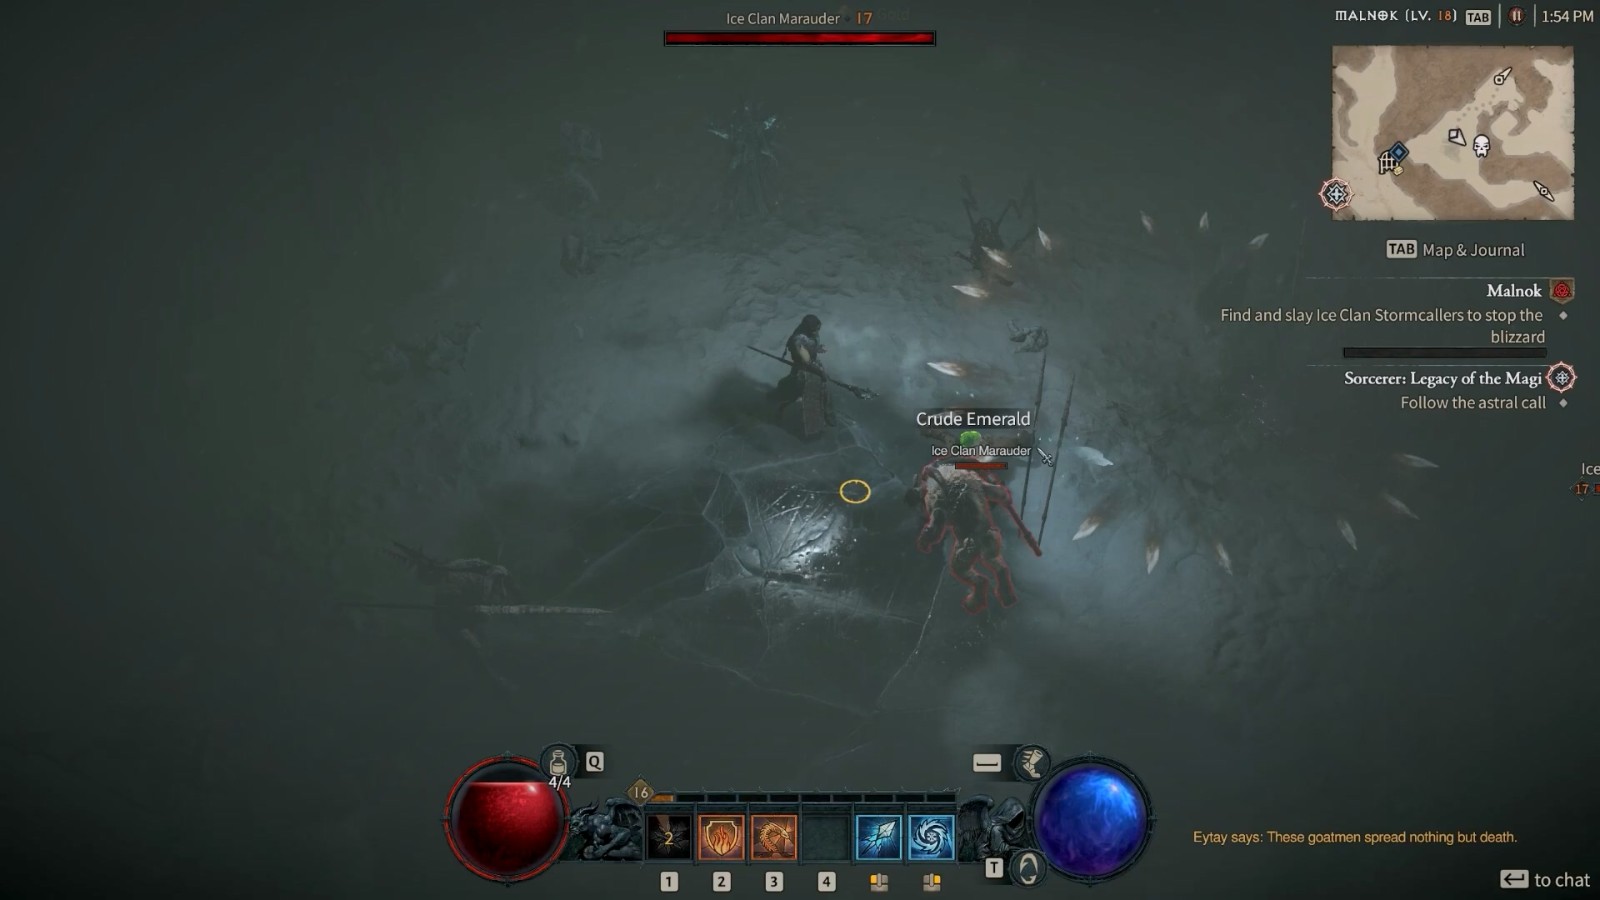 Ice Clan Marauder 17
MALNOK (LV. 18) TAB 1:54 PM
TAB Map & Journal
Malnok
Find and slay Ice Clan Stormcallers to stop the
blizzard
Sorcerer: Legacy of the Magi
Follow the astral call
Crude Emerald
Ice Clan Marauder
Ice
17
4/4
Q
16
2
1
2
3
4
T
Eytay says: These goatmen spread nothing but death.
to chat